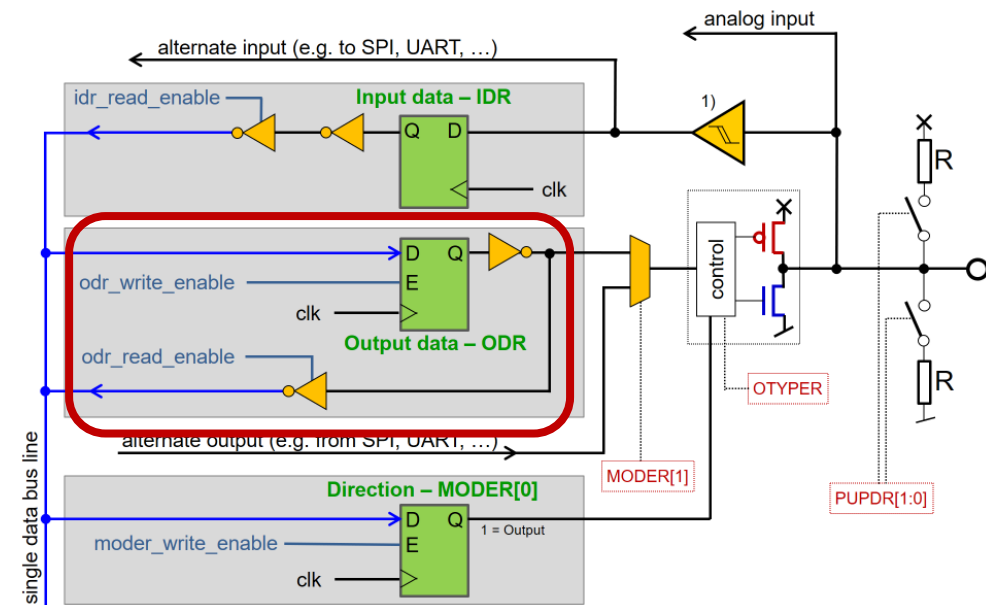 analog input
alternate input (e.g. to SPI, UART, …)
idr_read_enable
Input data – IDR
1)
Q D
clk
R
D Q
odr_write_enable
E
clk
control
Output data – ODR
odr_read_enable
OTYPER
R
alternate output (e.g. from SPI, UART, …)
MODER[1]
PUPDR[1:0]
Direction – MODER[0]
D Q
1 = Output
moder_write_enable
E
clk
single data bus line